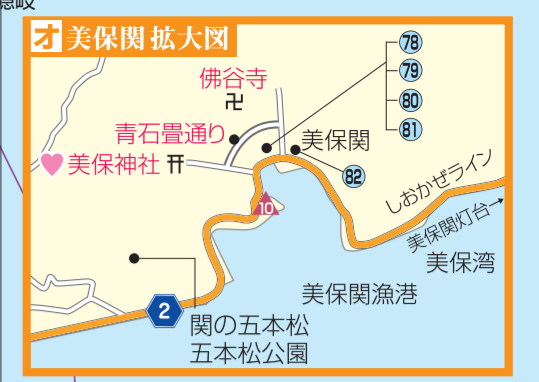 隠岐
オ 美保関 拡大図
78
79
80
81
佛谷寺
青石畳通り
美保関
美保神社
82
しおかぜライン
10
美保関灯台→
美保湾
美保関漁港
2
関の五本松
五本松公園